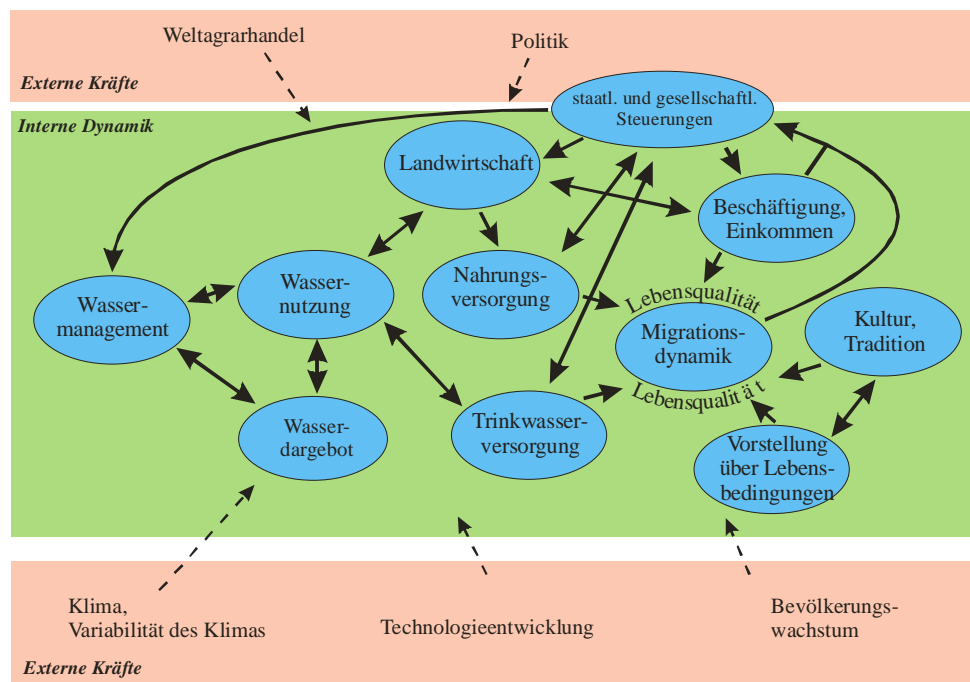 Weltagrarhandel
Politik
Externe Kräfte
staatl. und gesellschaftl.
Steuerungen
Interne Dynamik
Landwirtschaft
Beschäftigung,
Einkommen
Wasser-
management
Wasser-
nutzung
Nahrungs-
versorgung
Lebensqualität
Migrations-
dynamik
Lebensqualität
Kultur,
Tradition
Wasser-
dargebot
Trinkwasser-
versorgung
Vorstellung
über Lebens-
bedingungen
Klima,
Variabilität des Klimas
Technologieentwicklung
Bevölkerungs-
wachstum
Externe Kräfte